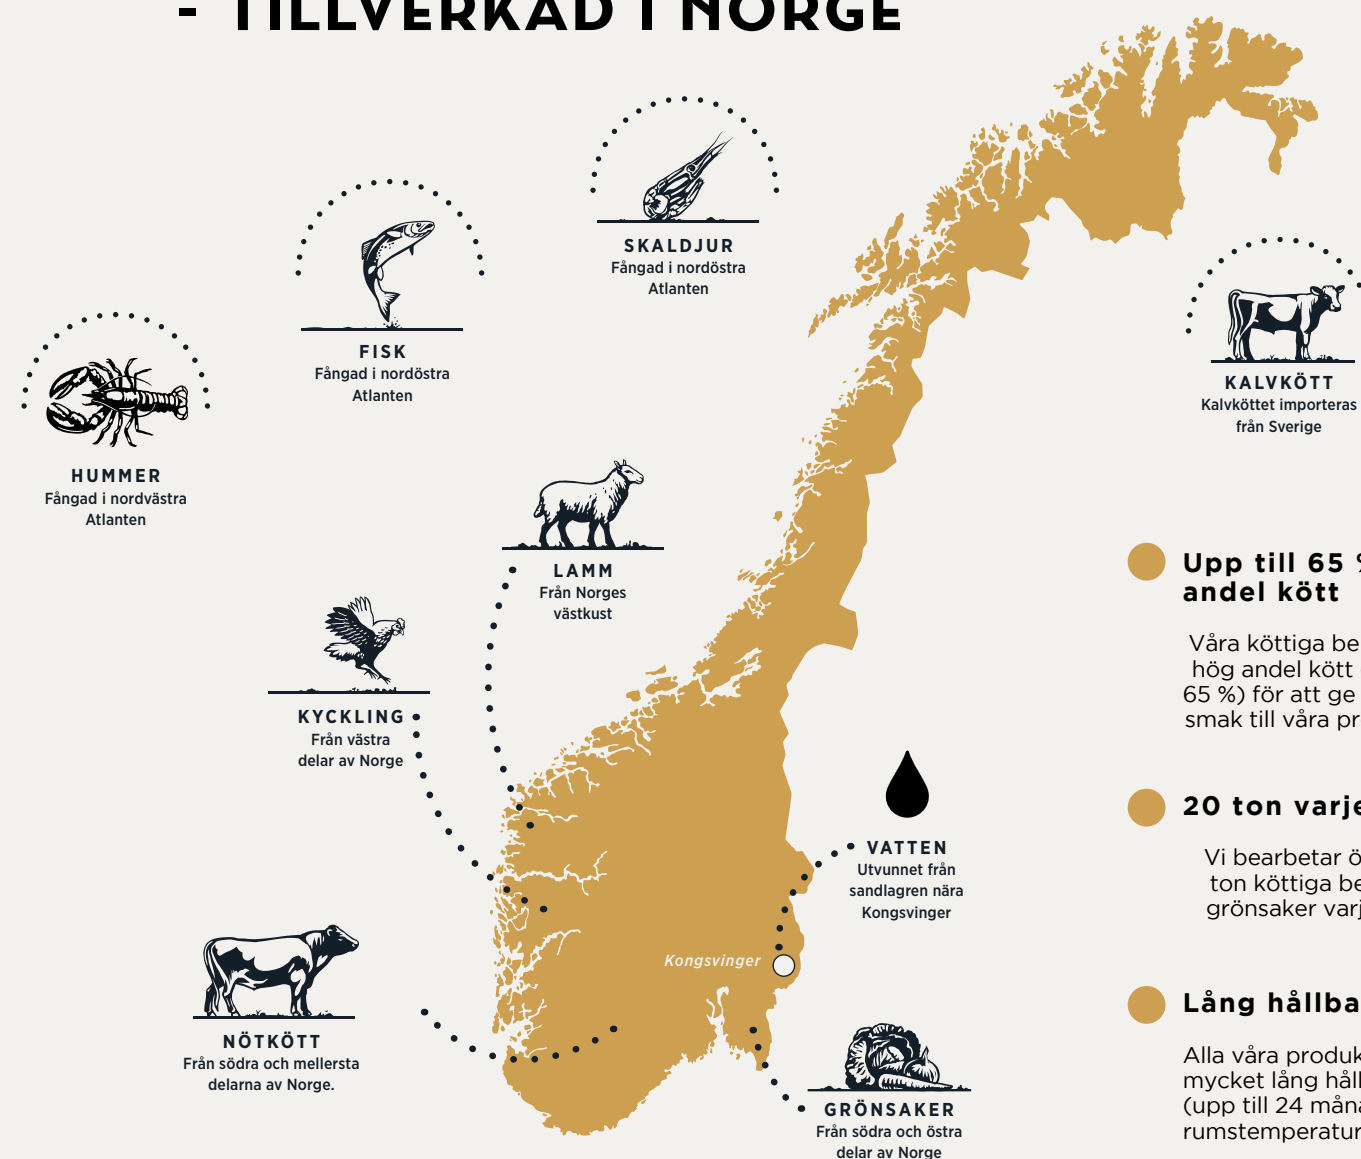 - TILLVERKAD I NORGE
SKALDJUR
Fångad i nordöstra
Atlanten
FISK
Fångad i nordöstra
Atlanten
HUMMER
Fångad i nordvästra
Atlanten
KALVKÖTT
Kalvköttet importeras
från Sverige
LAMM
Från Norges
västkust
KYCKLING
Från västra
delar av Norge
VATTEN
Utvunnet från
sandlagren nära
Kongsvinger
Kongsvinger
NÖTKÖTT
Från södra och mellersta
delarna av Norge.
GRÖNSAKER
Från södra och östra
delar av Norge
Upp till 65 %
andel kött
Våra köttiga be
hög andel kött
65 %) för att ge
smak till våra pr
20 ton varje
Vi bearbetar ö
ton köttiga be
grönsaker varj
Lång hållba
Alla våra produk
mycket lång håll
(upp till 24 måna
rumstemperatur